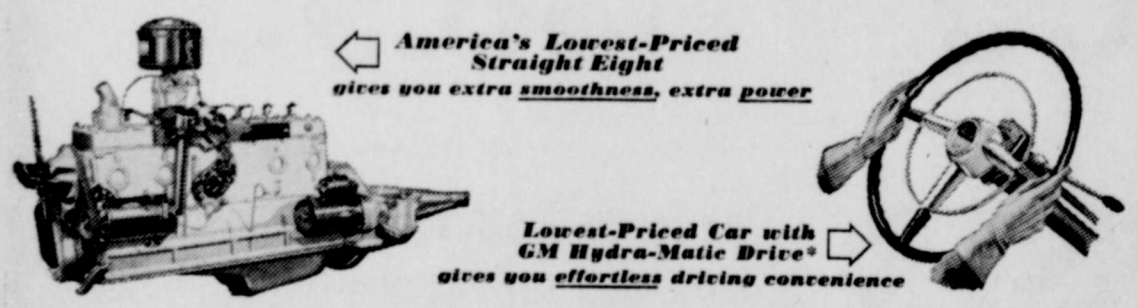 America's Lowest-Priced
Straight Eight
gives you extra smoothness, extra power
Lowest-Priced Car with
GM Hydra-Matic Drive*
gives you effortless driving convenience